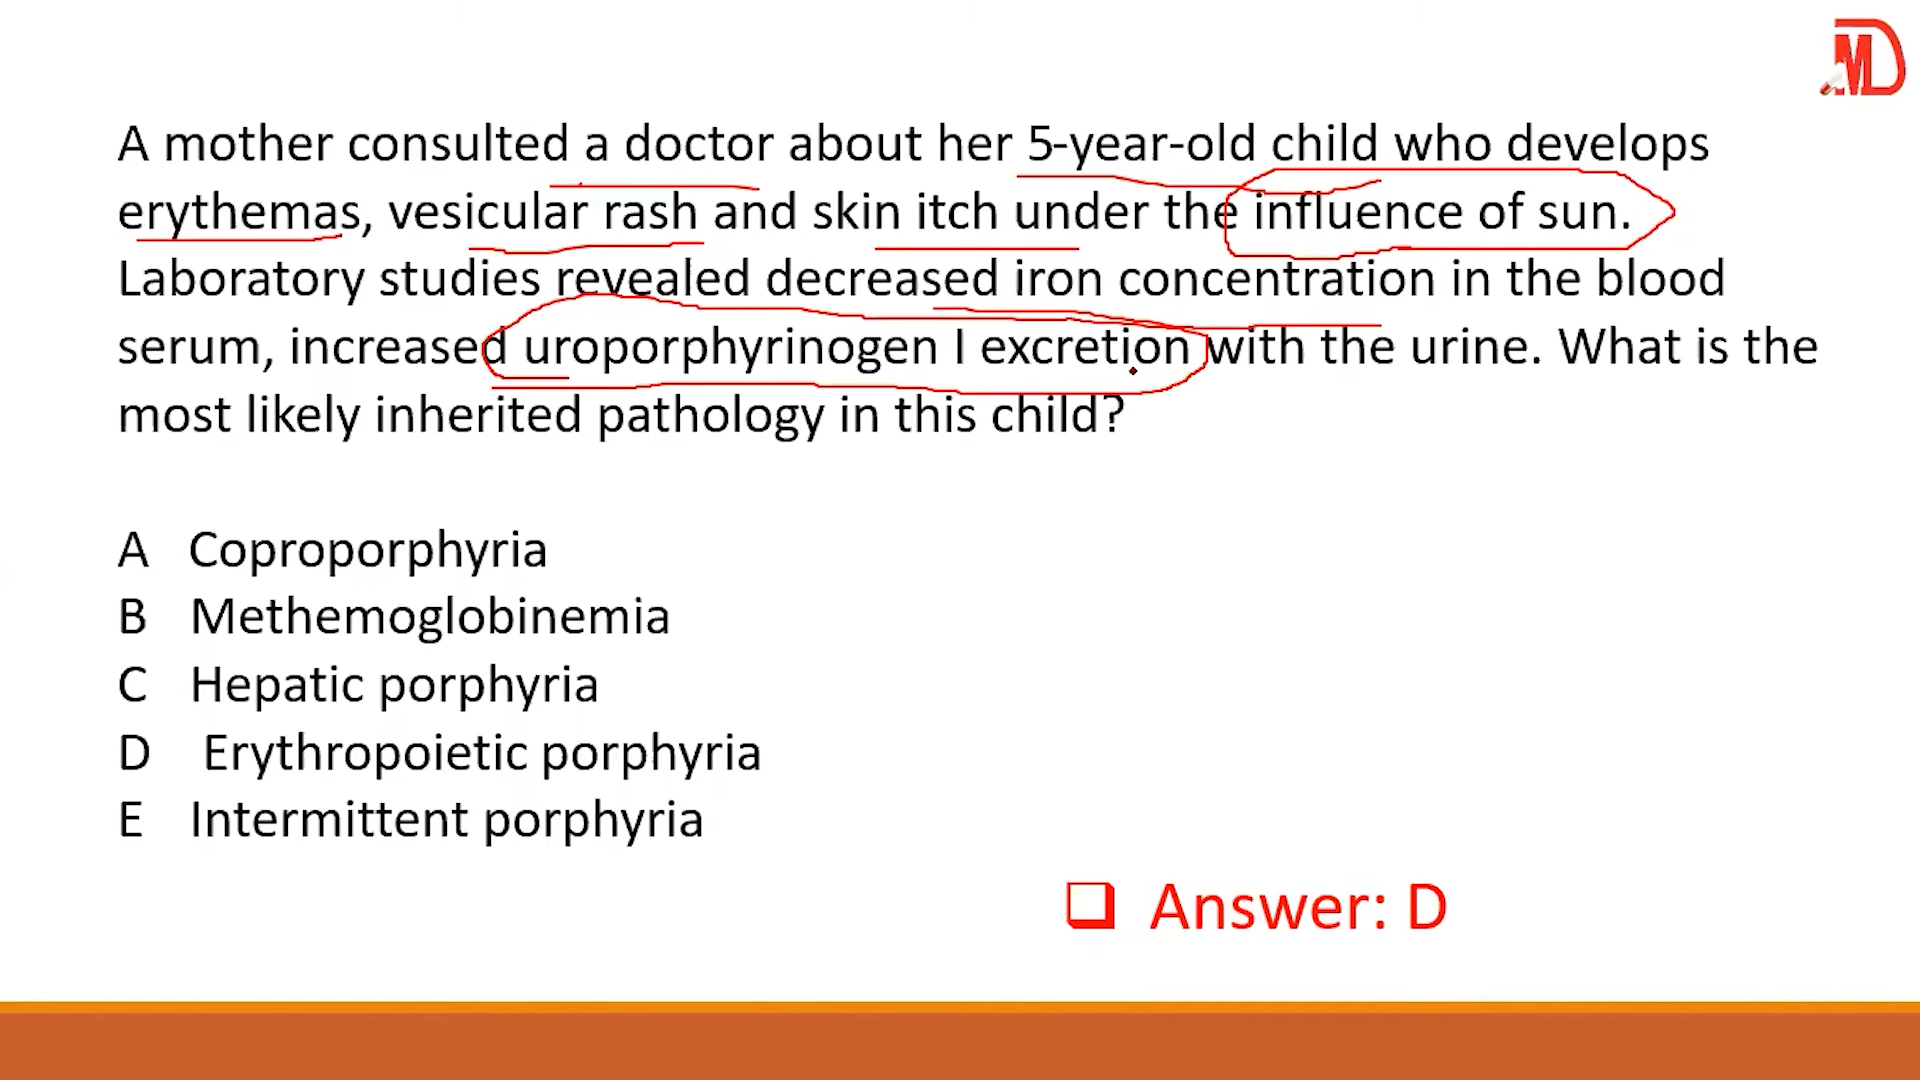 MD
A mother consulted a doctor about her 5-year-old child who develops
erythemas, vesicular rash and skin itch under the influence of sun.
Laboratory studies revealed decreased iron concentration in the blood
serum, increased uroporphyrinogen I excretion with the urine. What is the
most likely inherited pathology in this child?
A Coproporphyria
B Methemoglobinemia
C Hepatic porphyria
D Erythropoietic porphyria
E Intermittent porphyria
Answer: D